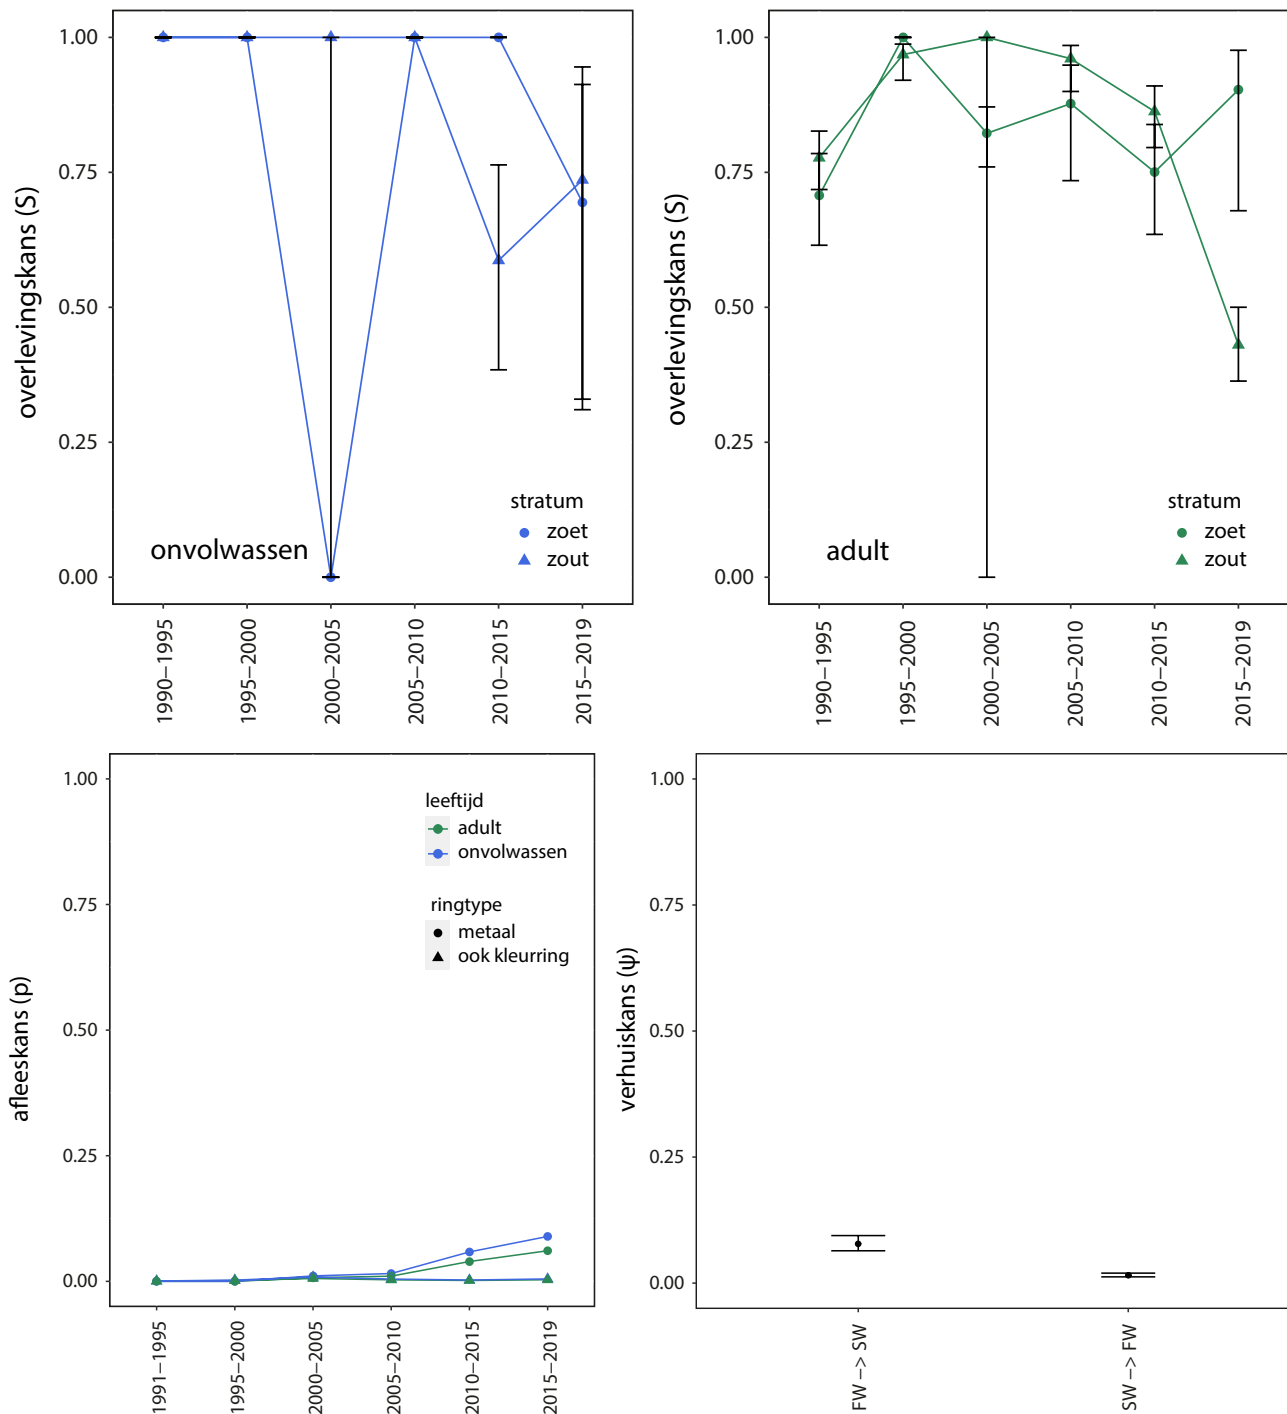 overlevingskans (S)
1.00
0.75
0.50
0.25
0.00
onvolwassen
stratum
zoet
zout
1990–1995
1995–2000
2000–2005
2005–2010
2010–2015
2015–2019
overlevingskans (S)
1.00
0.75
0.50
0.25
0.00
adult
stratum
zoet
zout
1990–1995
1995–2000
2000–2005
2005–2010
2010–2015
2015–2019
afleeskans (p)
1.00
0.75
0.50
0.25
0.00
leeftijd
adult
onvolwassen
ringtype
metaal
ook kleurring
1991–1995
1995–2000
2000–2005
2005–2010
2010–2015
2015–2019
verhuiskans (ψ)
1.00
0.75
0.50
0.25
0.00
FW –> SW
SW –> FW